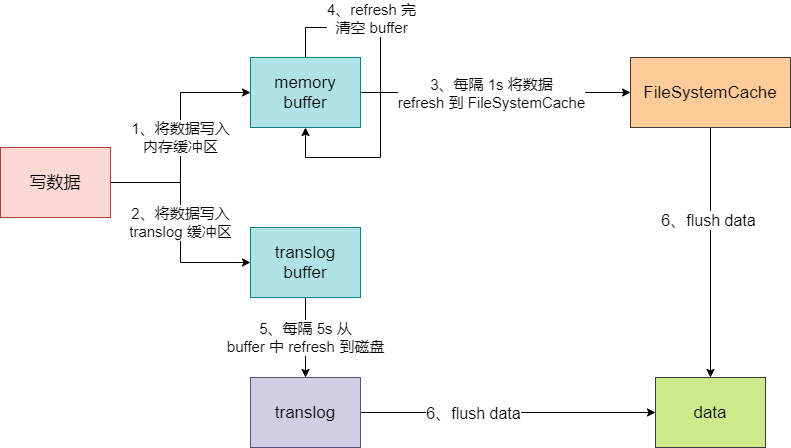 4、refresh 完
清空 buffer
memory
buffer
3、每隔 1s 将数据
refresh 到 FileSystemCache
FileSystemCache
1、将数据写入
内存缓冲区
写数据
2、将数据写入
translog 缓冲区
6、flush data
translog
buffer
5、每隔 5s 从
buffer 中 refresh 到磁盘
translog
6、flush data
data